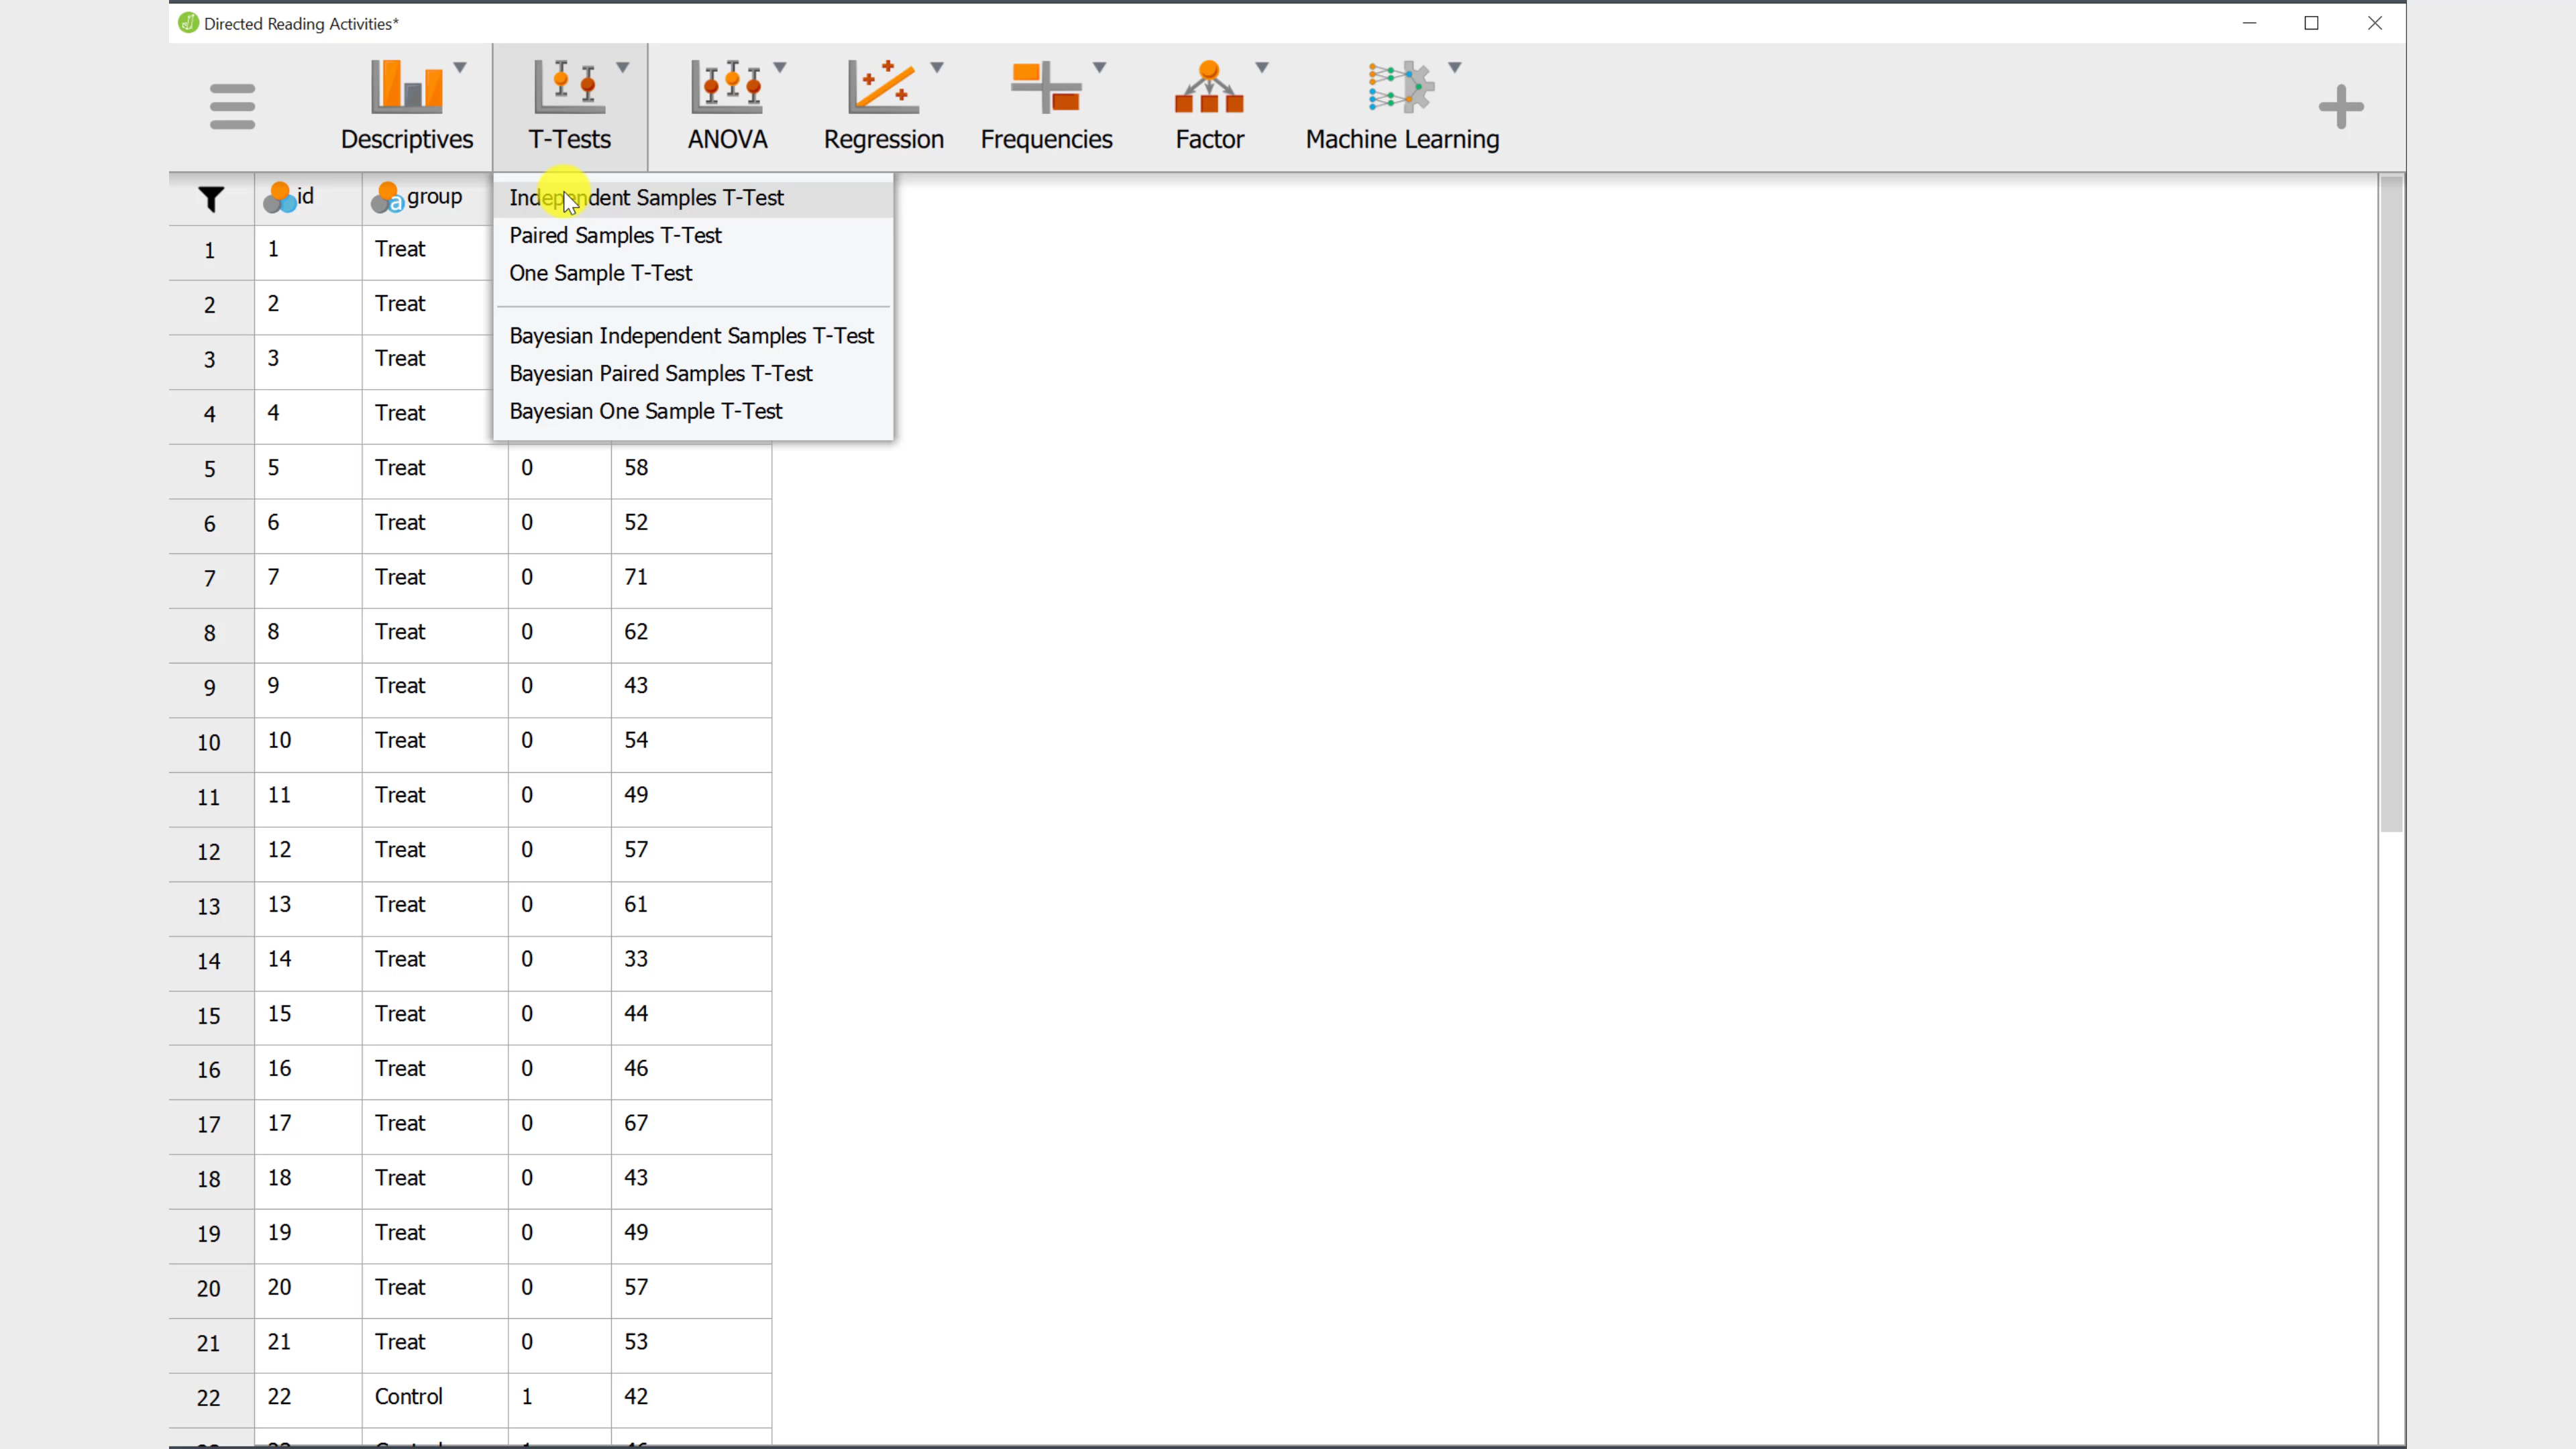 Directed Reading Activities*
Descriptives T-Tests ANOVA Regression Frequencies Factor Machine Learning
id group
Independent Samples T-Test
Paired Samples T-Test
One Sample T-Test
Bayesian Independent Samples T-Test
Bayesian Paired Samples T-Test
Bayesian One Sample T-Test
1 1 Treat
2 2 Treat
3 3 Treat
4 4 Treat
5 5 Treat 0 58
6 6 Treat 0 52
7 7 Treat 0 71
8 8 Treat 0 62
9 9 Treat 0 43
10 10 Treat 0 54
11 11 Treat 0 49
12 12 Treat 0 57
13 13 Treat 0 61
14 14 Treat 0 33
15 15 Treat 0 44
16 16 Treat 0 46
17 17 Treat 0 67
18 18 Treat 0 43
19 19 Treat 0 49
20 20 Treat 0 57
21 21 Treat 0 53
22 22 Control 1 42